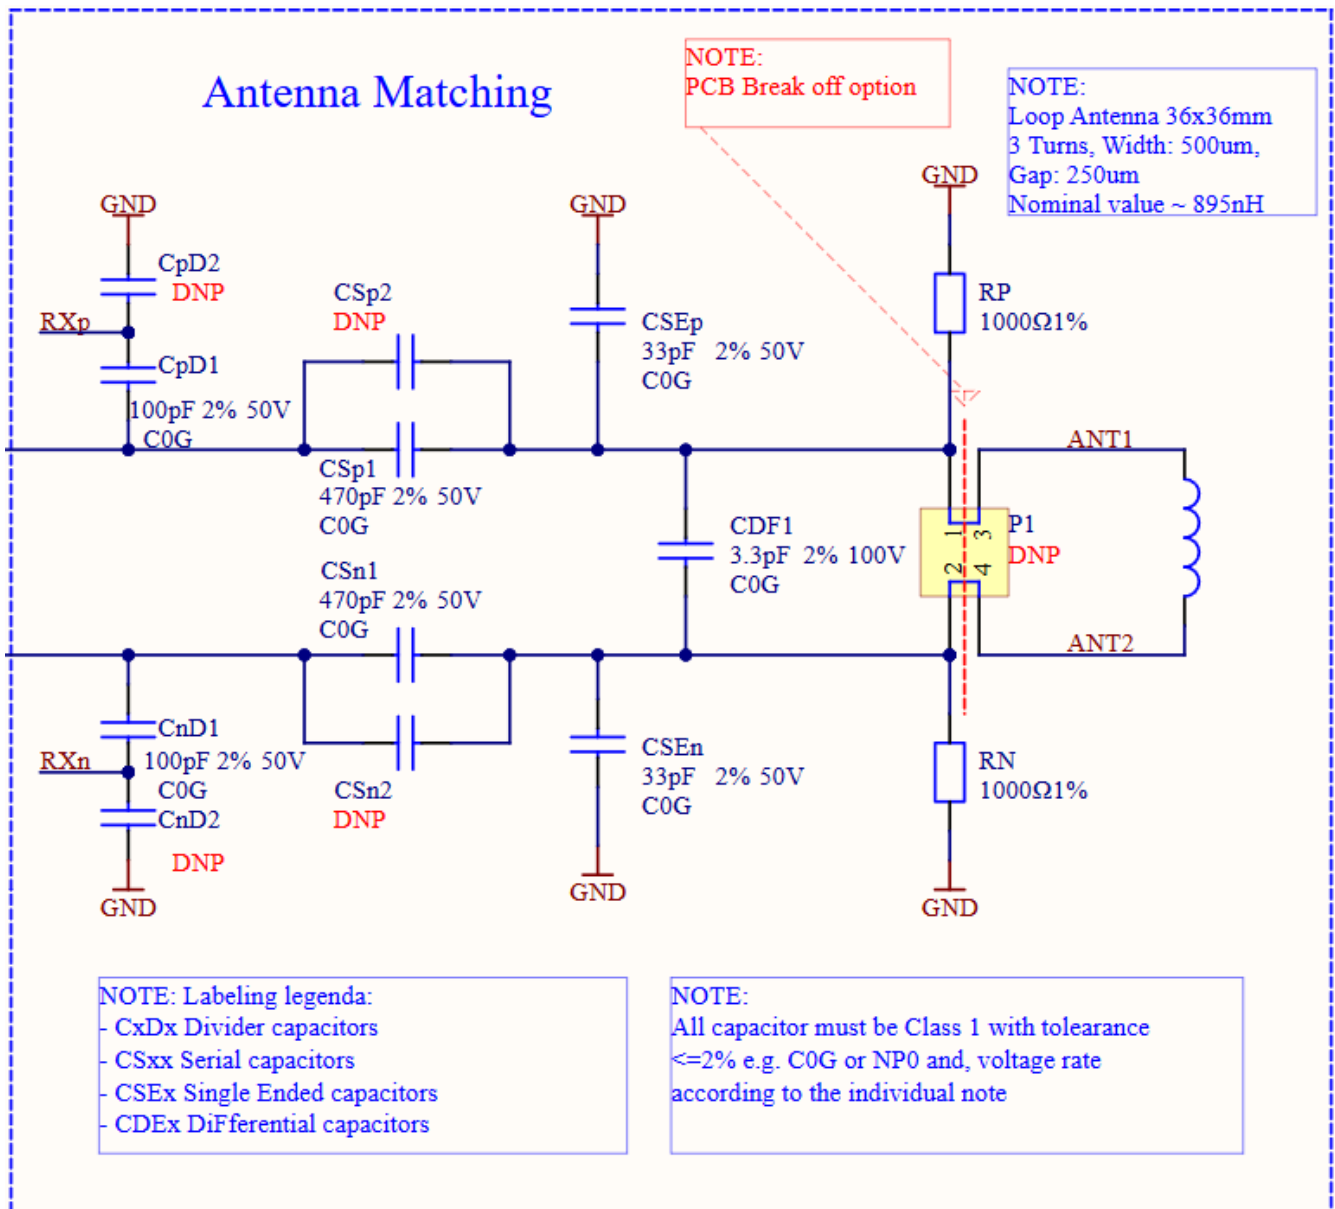 Antenna Matching
NOTE:
PCB Break off option
NOTE:
Loop Antenna 36x36mm
3 Turns, Width: 500um,
Gap: 250um
Nominal value ~ 895nH
GND
CpD2
DNP
RXp
CpD1
100pF 2% 50V
C0G
CSp2
DNP
CSp1
470pF 2% 50V
C0G
GND
CSEp
33pF 2% 50V
C0G
GND
RP
1000Ω1%
CDF1
3.3pF 2% 100V
C0G
ANT1
1
3
2
4
P1
DNP
ANT2
CSn1
470pF 2% 50V
C0G
CSn2
DNP
CnD1
100pF 2% 50V
C0G
RXn
CnD2
DNP
GND
CSEn
33pF 2% 50V
C0G
GND
RN
1000Ω1%
GND
NOTE: Labeling legenda:
- CxDx Divider capacitors
- CSxx Serial capacitors
- CSEx Single Ended capacitors
- CDEx DiFferential capacitors
NOTE:
All capacitor must be Class 1 with tolearance
<=2% e.g. C0G or NP0 and, voltage rate
according to the individual note